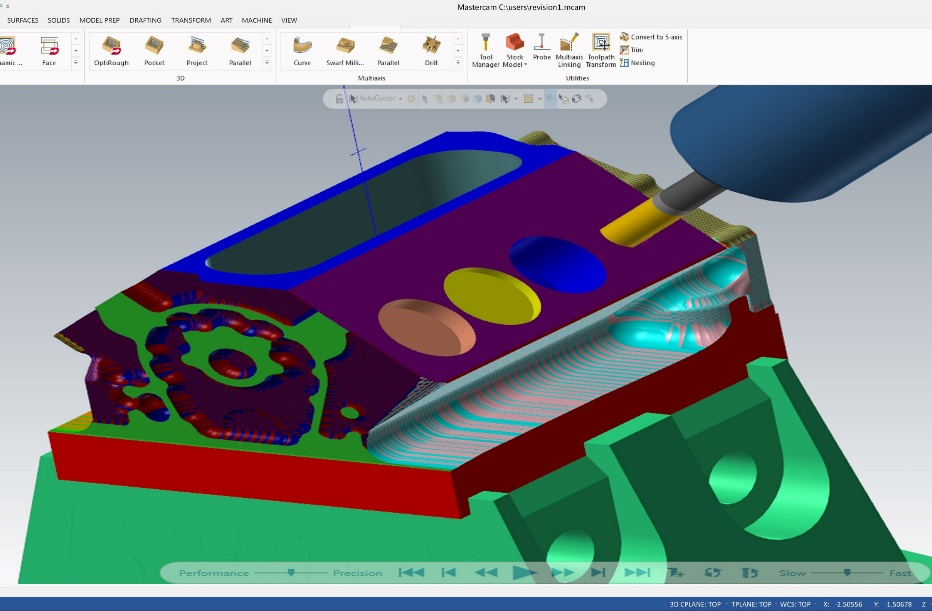 Mastercam C:\users\revision1.mcam
SURFACES SOLIDS MODEL PREP DRAFTING TRANSFORM ART MACHINE VIEW
namic ... Face OptiRough Pocket Project Parallel Curve Swarf Milli... Parallel Drill Tool Manager Stock Model Probe Multiaxis Linking Toolpath Transform
Convert to 5-axis
Trim
Nesting
3D Multiaxis Utilities
AutoCursor
Performance Precision Slow Fast
3D CPLANE: TOP TPLANE: TOP WCS: TOP X: -2.50556 Y: -1.50678 Z